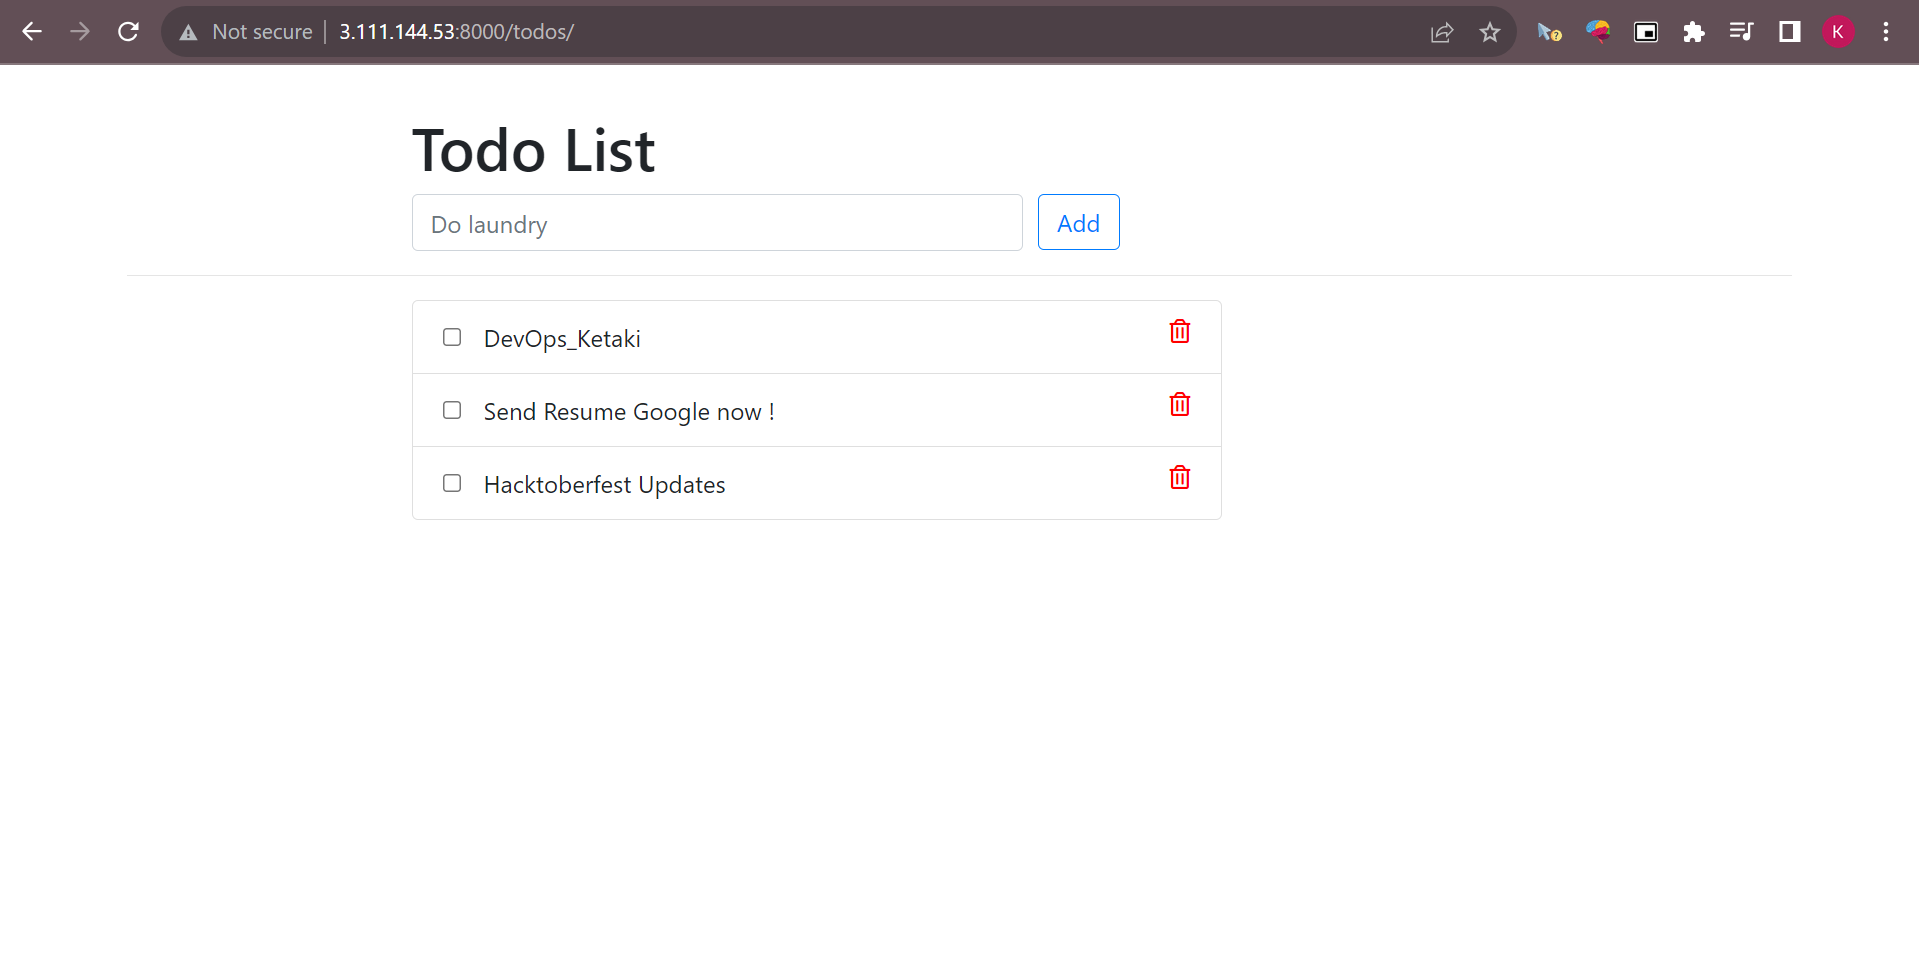 Not secure | 3.111.144.53:8000/todos/
K
Todo List
Do laundry
Add
DevOps_Ketaki
Send Resume Google now !
Hacktoberfest Updates